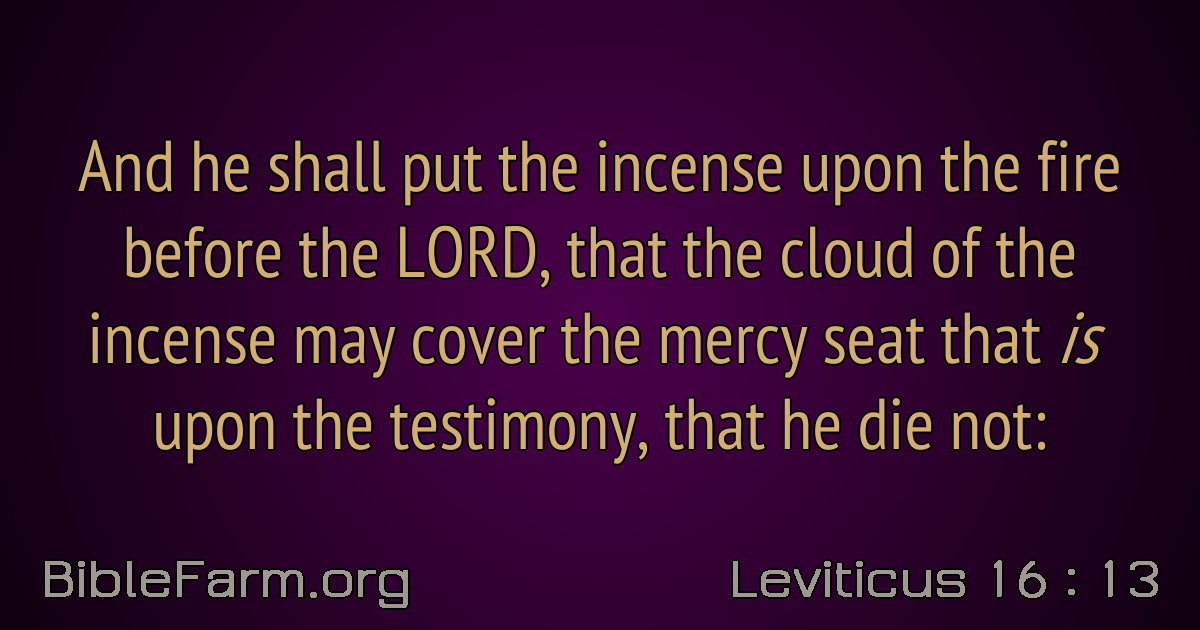 And he shall put the incense upon the fire
before the LORD, that the cloud of the
incense may cover the mercy seat that is
upon the testimony, that he die not:
BibleFarm.org
Leviticus 16 : 13